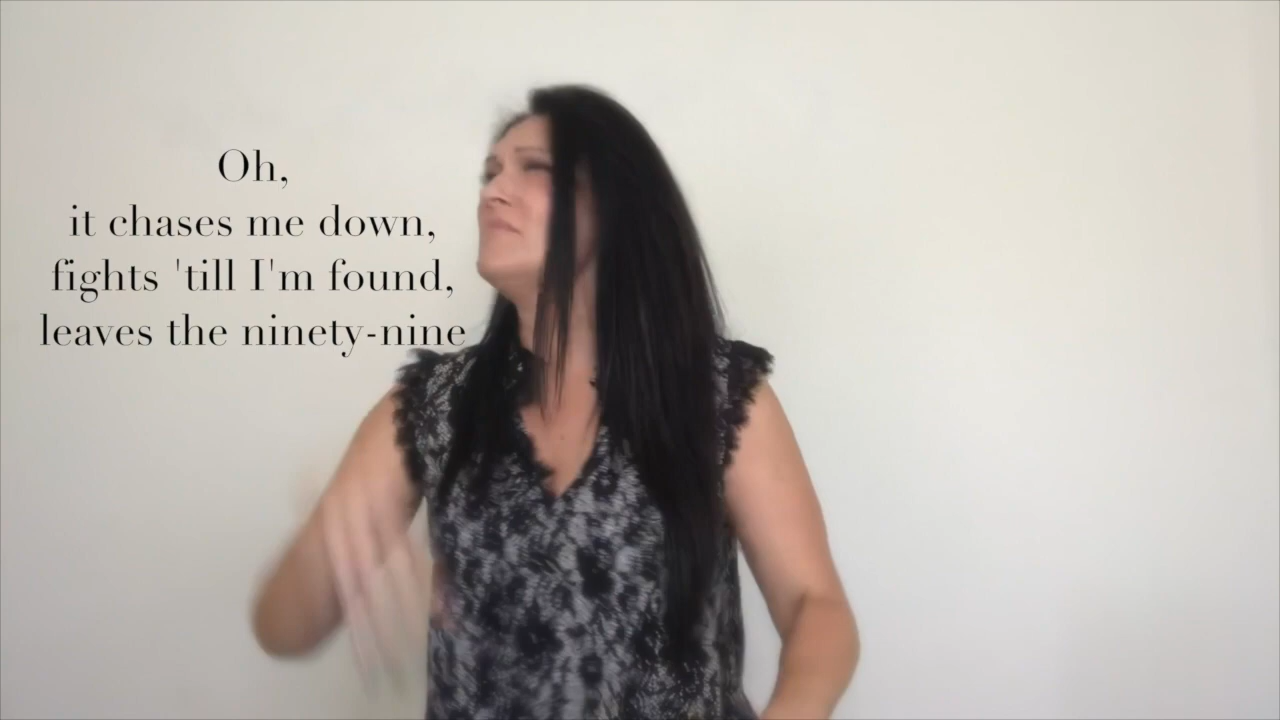 Oh,
it chases me down,
fights 'till I'm found,
leaves the ninety-nine